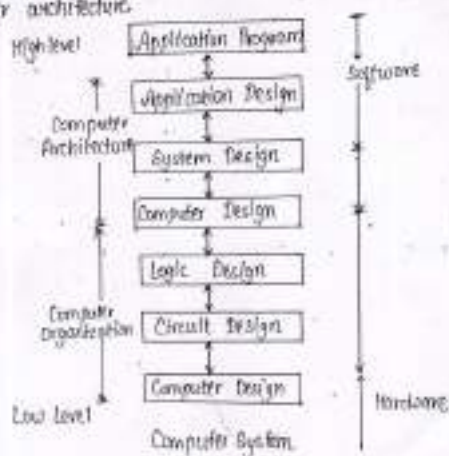 architecture
High level
Application Program
Software
Application Design
Computer
Architecture
System Design
Computer Design
Logic Design
Computer
Organization
Circuit Design
Computer Design
Low Level
Hardware
Computer System